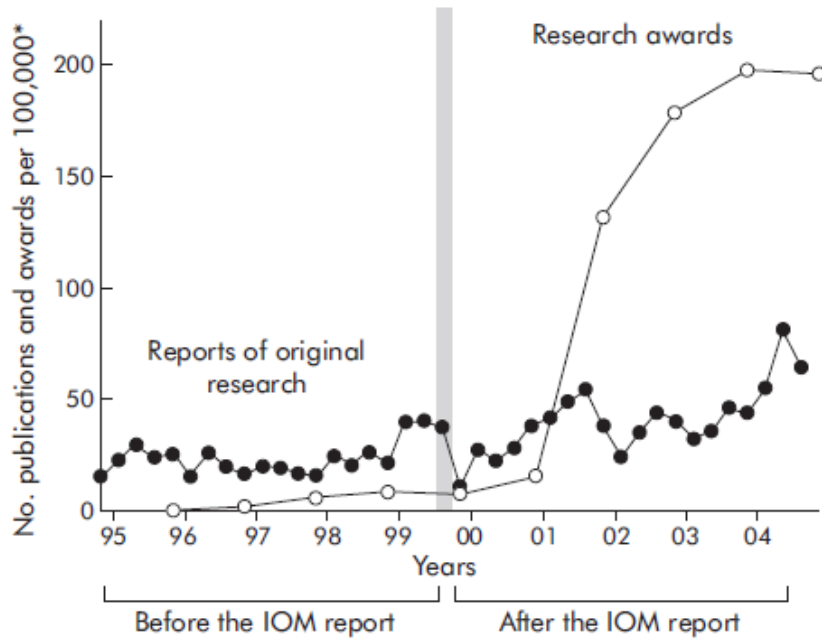 No. publications and awards per 100,000*
200
150
100
50
0
Research awards
Reports of original
research
95 96 97 98 99 00 01 02 03 04
Years
Before the IOM report After the IOM report